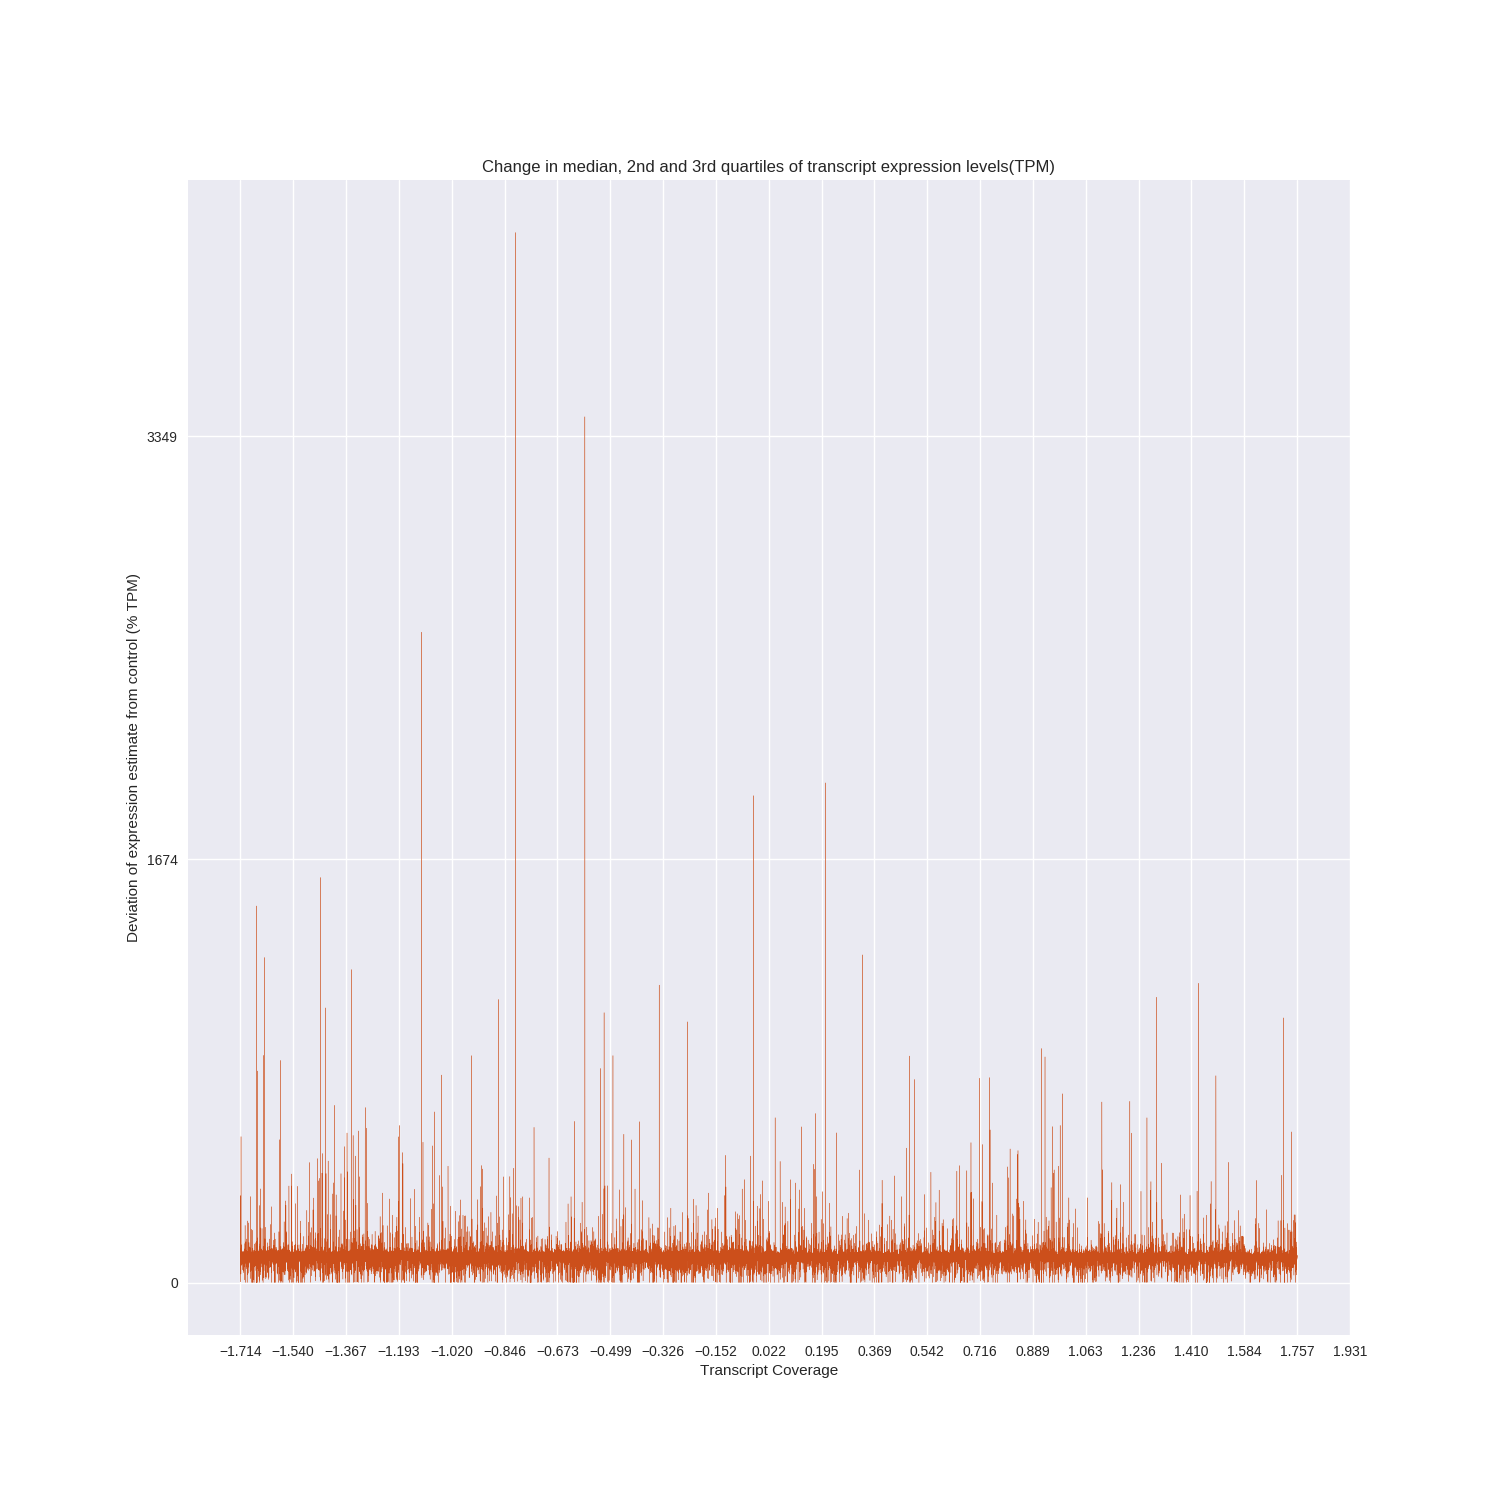 Change in median, 2nd and 3rd quartiles of transcript expression levels(TPM)
Deviation of expression estimate from control (% TPM)
3349
1674
0
−1.714 −1.540 −1.367 −1.193 −1.020 −0.846 −0.673 −0.499 −0.326 −0.152 0.022 0.195 0.369 0.542 0.716 0.889 1.063 1.236 1.410 1.584 1.757 1.931
Transcript Coverage